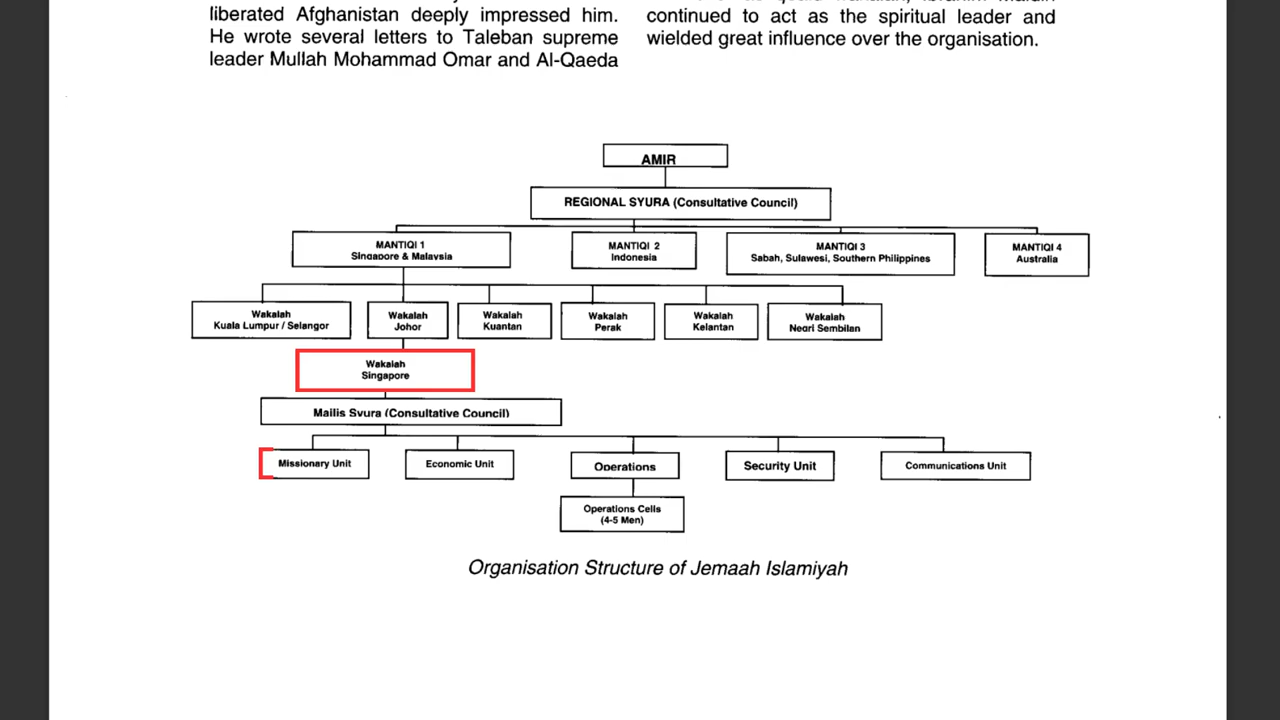 liberated Afghanistan deeply impressed him.
He wrote several letters to Taleban supreme
leader Mullah Mohammad Omar and Al-Qaeda
continued to act as the spiritual leader and
wielded great influence over the organisation.
AMIR
REGIONAL SYURA (Consultative Council)
MANTIQI 1
Singapore & Malaysia
MANTIQI 2
Indonesia
MANTIQI 3
Sabah, Sulawesi, Southern Philippines
MANTIQI 4
Australia
Wakalah
Kuala Lumpur / Selangor
Wakalah
Johor
Wakalah
Kuantan
Wakalah
Perak
Wakalah
Kelantan
Wakalah
Negri Sembilan
Wakalah
Singapore
Majlis Syura (Consultative Council)
Missionary Unit
Economic Unit
Operations
Security Unit
Communications Unit
Operations Cells
(4-5 Men)
Organisation Structure of Jemaah Islamiyah